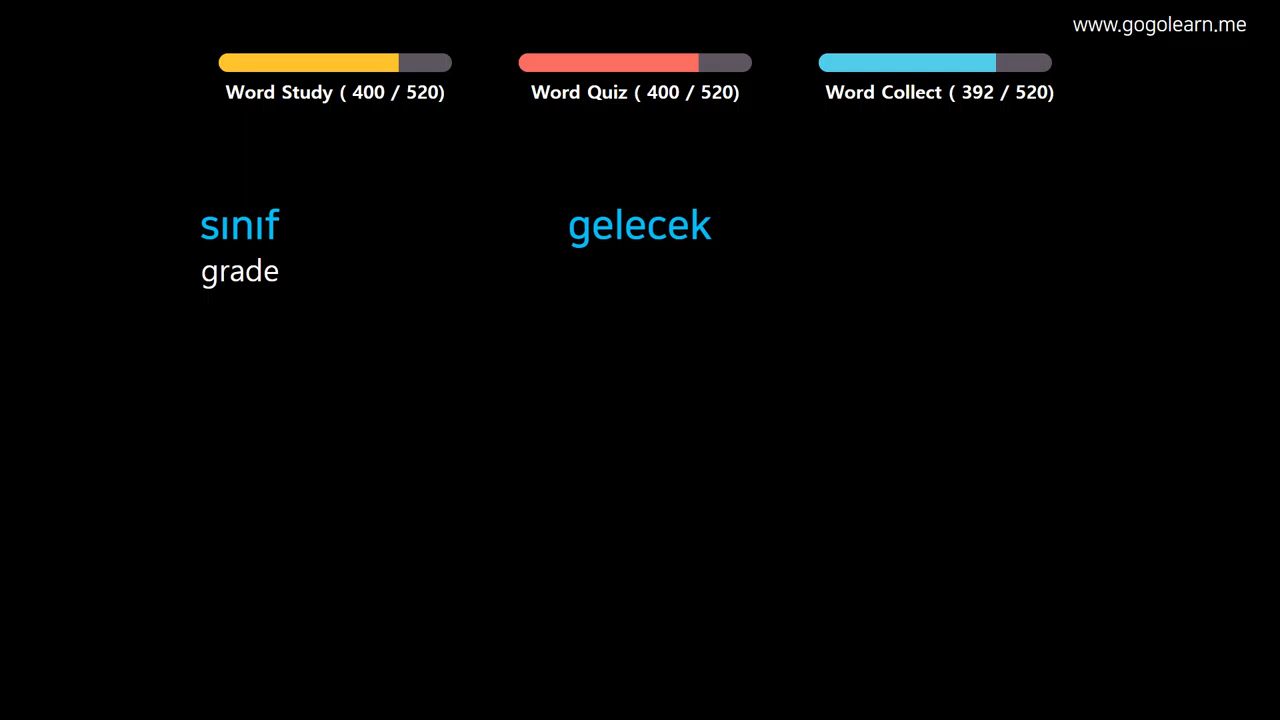 www.gogolearn.me
Word Study ( 400 / 520)
Word Quiz ( 400 / 520)
Word Collect ( 392 / 520)
sınıf
grade
gelecek